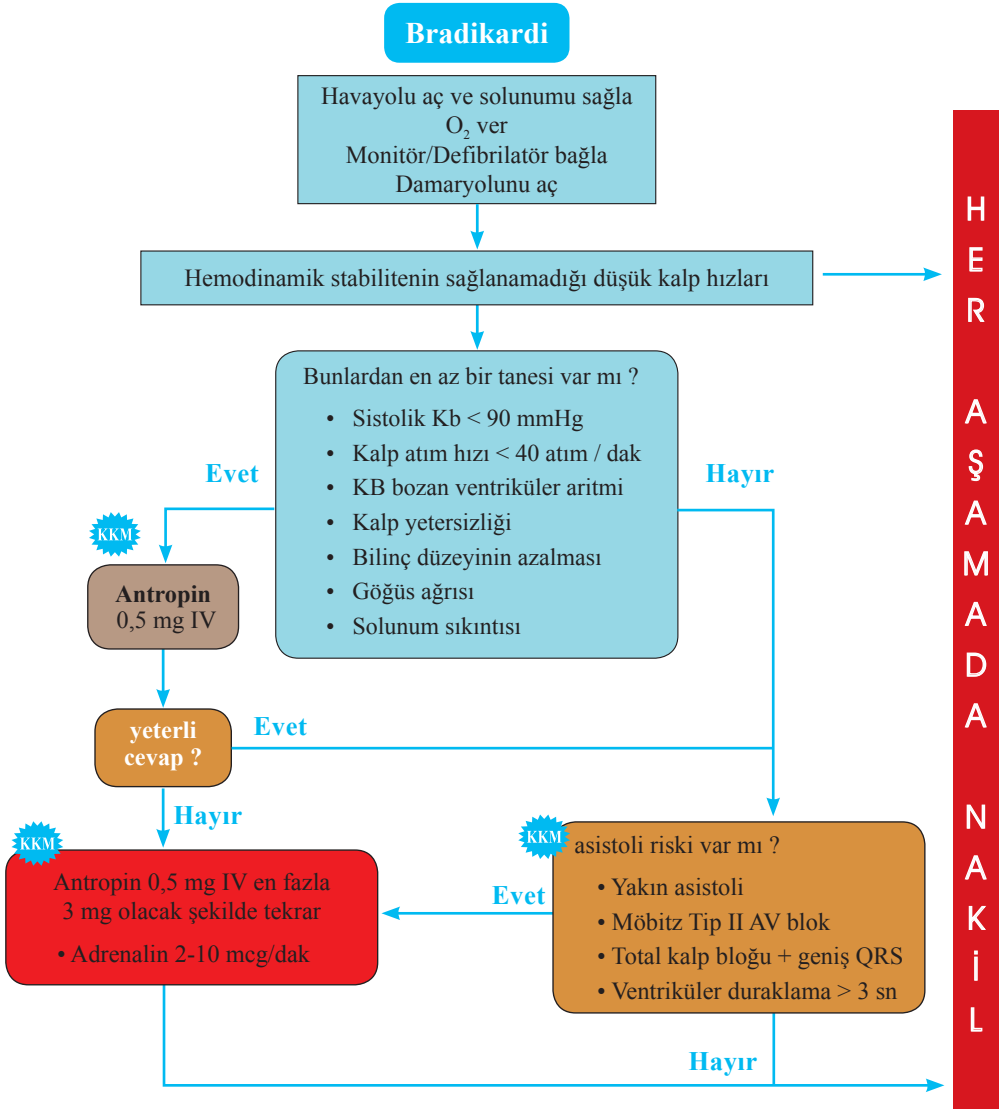 Bradikardi
Havayolu aç ve solunumu sağla
O₂ ver
Monitör/Defibrilatör bağla
Damaryolunu aç
Hemodinamik stabilitenin sağlanamadığı düşük kalp hızları
Bunlardan en az bir tanesi var mı ?
• Sistolik Kb < 90 mmHg
• Kalp atım hızı < 40 atım / dak
• KB bozan ventriküler aritmi
• Kalp yetersizliği
• Bilinç düzeyinin azalması
• Göğüs ağrısı
• Solunum sıkıntısı
Evet
Hayır
KKM
Antropin
0,5 mg IV
yeterli
cevap ?
Evet
Hayır
KKM
Antropin 0,5 mg IV en fazla
3 mg olacak şekilde tekrar
• Adrenalin 2-10 mcg/dak
KKM
asistoli riski var mı ?
• Yakın asistoli
• Möbitz Tip II AV blok
• Total kalp bloğu + geniş QRS
• Ventriküler duraklama > 3 sn
Evet
Hayır
HER AŞAMADA NAKİL